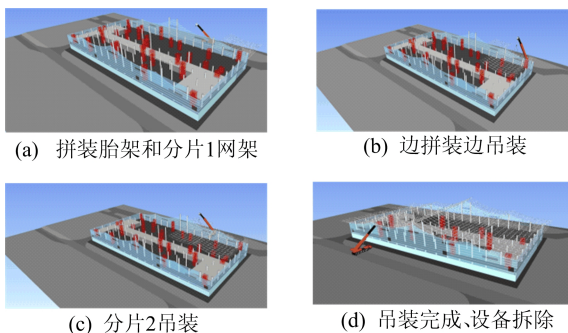 (a) 拼装胎架和分片1网架
(b) 边拼装边吊装
(c) 分片2吊装
(d) 吊装完成、设备拆除